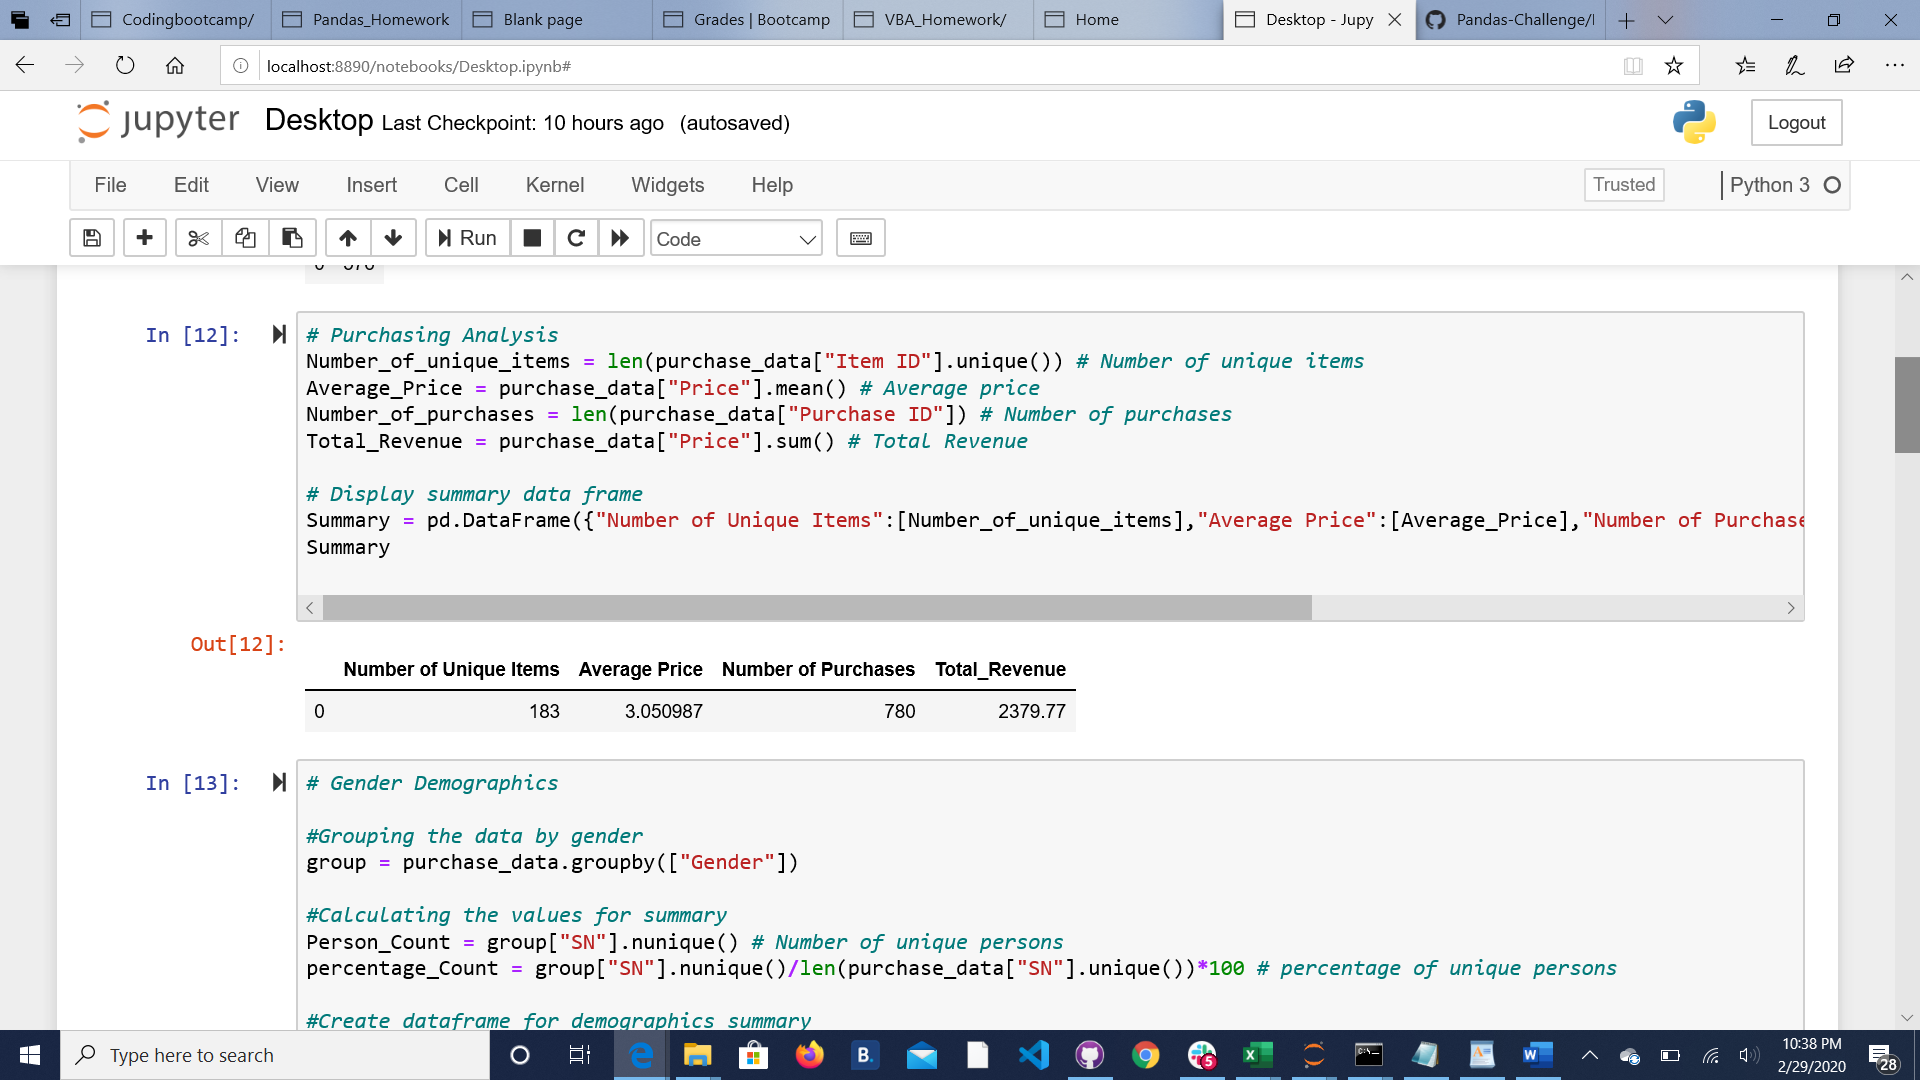 Codingbootcamp/
Pandas_Homework
Blank page
Grades | Bootcamp
VBA_Homework/
Home
Desktop - Jupy
Pandas-Challenge/
localhost:8890/notebooks/Desktop.ipynb#
jupyter Desktop Last Checkpoint: 10 hours ago (autosaved)
Logout
File Edit View Insert Cell Kernel Widgets Help
Trusted
Python 3
Run
Code
In [12]:
# Purchasing Analysis
Number_of_unique_items = len(purchase_data["Item ID"].unique()) # Number of unique items
Average_Price = purchase_data["Price"].mean() # Average price
Number_of_purchases = len(purchase_data["Purchase ID"]) # Number of purchases
Total_Revenue = purchase_data["Price"].sum() # Total Revenue
# Display summary data frame
Summary = pd.DataFrame({"Number of Unique Items":[Number_of_unique_items],"Average Price":[Average_Price],"Number of Purchase
Summary
Out[12]:
Number of Unique Items Average Price Number of Purchases Total_Revenue
0 183 3.050987 780 2379.77
In [13]:
# Gender Demographics
#Grouping the data by gender
group = purchase_data.groupby(["Gender"])
#Calculating the values for summary
Person_Count = group["SN"].nunique() # Number of unique persons
percentage_Count = group["SN"].nunique()/len(purchase_data["SN"].unique())*100 # percentage of unique persons
#Create dataframe for demographics summary
Type here to search
B.
5
10:38 PM
2/29/2020
28